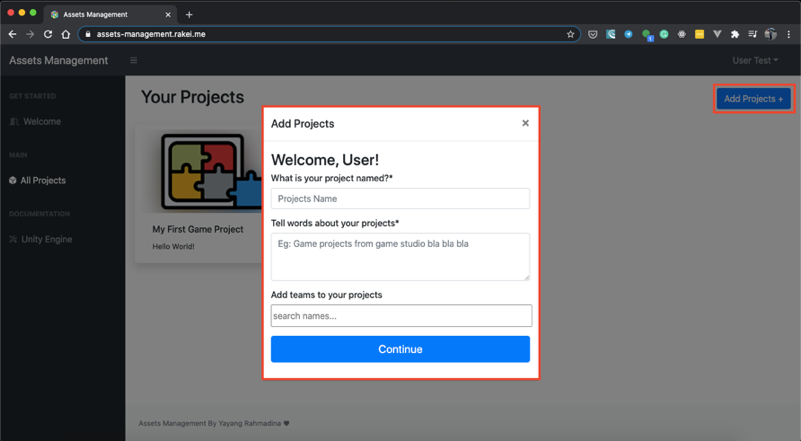 Assets Management
assets-management.rakei.me
Assets Management
User Test
GET STARTED
Welcome
MAIN
All Projects
DOCUMENTATION
Unity Engine
Your Projects
Add Projects +
My First Game Project
Hello World!
Add Projects
×
Welcome, User!
What is your project named?*
Projects Name
Tell words about your projects*
Eg: Game projects from game studio bla bla bla
Add teams to your projects
search names...
Continue
Assets Management By Yayang Rahmadina ♥